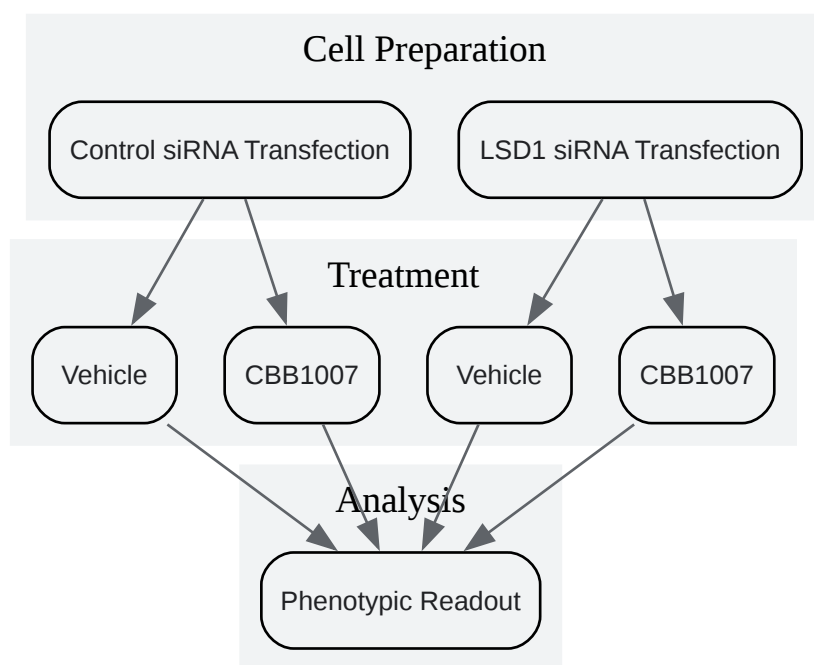 Cell Preparation
Control siRNA Transfection
LSD1 siRNA Transfection
Treatment
Vehicle
CBB1007
Vehicle
CBB1007
Analysis
Phenotypic Readout